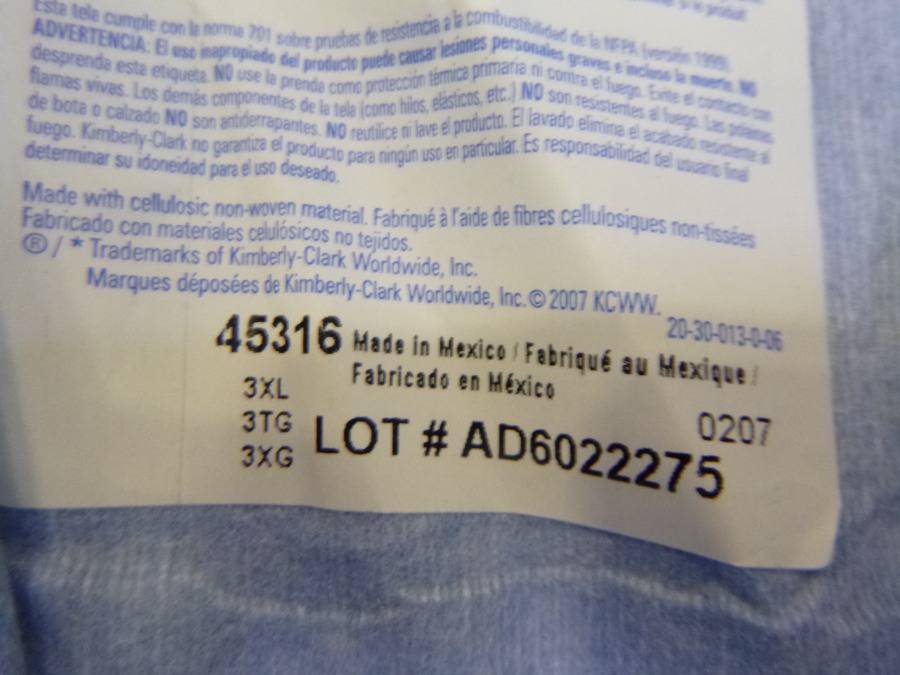 si el product
Esta tela cumple con la norma 701 sobre pruebas de resistencia a la combustibilidad de la NFPA (versión 1999).
ADVERTENCIA: El uso inapropiado del producto puede causar lesiones personales graves e incluso la muerte. NO
desprenda esta etiqueta. NO use la prenda como protección térmica primaria ni contra el fuego. Evite el contacto con
flamas vivas. Los demás componentes de la tela (como hilos, elásticos, etc.) NO son resistentes al fuego. Las polainas
de bota o calzado NO son antiderrapantes. NO reutilice ni lave el producto. El lavado elimina el acabado resistente al
fuego. Kimberly-Clark no garantiza el producto para ningún uso en particular. Es responsabilidad del usuario final
determinar su idoneidad para el uso deseado.
Made with cellulosic non-woven material. Fabriqué à l'aide de fibres cellulosiques non-tissées
Fabricado con materiales celulósicos no tejidos.
® / * Trademarks of Kimberly-Clark Worldwide, Inc.
Marques déposées de Kimberly-Clark Worldwide, Inc. © 2007 KCWW.
20-30-013-0-06
45316 Made in Mexico / Fabriqué au Mexique /
Fabricado en México
3XL
3TG
3XG
0207
LOT # AD6022275